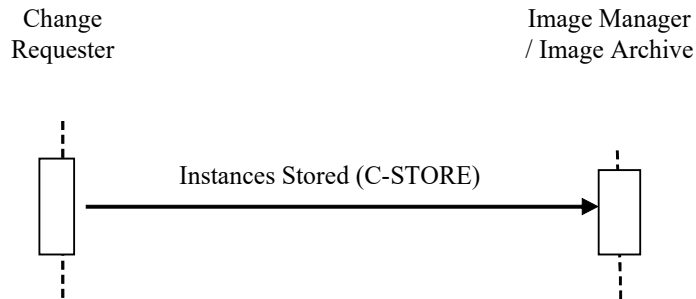 Change
Requester
Image Manager
/ Image Archive
Instances Stored (C-STORE)